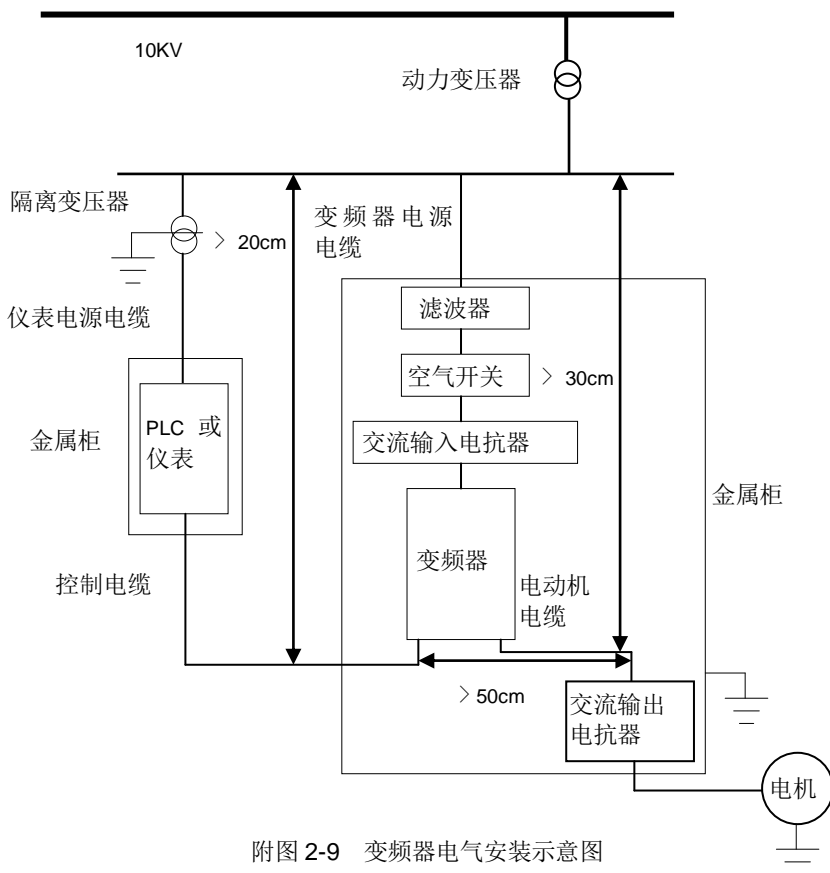 10KV
动力变压器
隔离变压器
变频器电源
电缆
﹥ 20cm
仪表电源电缆
滤波器
空气开关
﹥ 30cm
PLC 或
仪表
金属柜
交流输入电抗器
金属柜
变频器
控制电缆
电动机
电缆
﹥ 50cm
交流输出
电抗器
电机
附图 2-9 变频器电气安装示意图